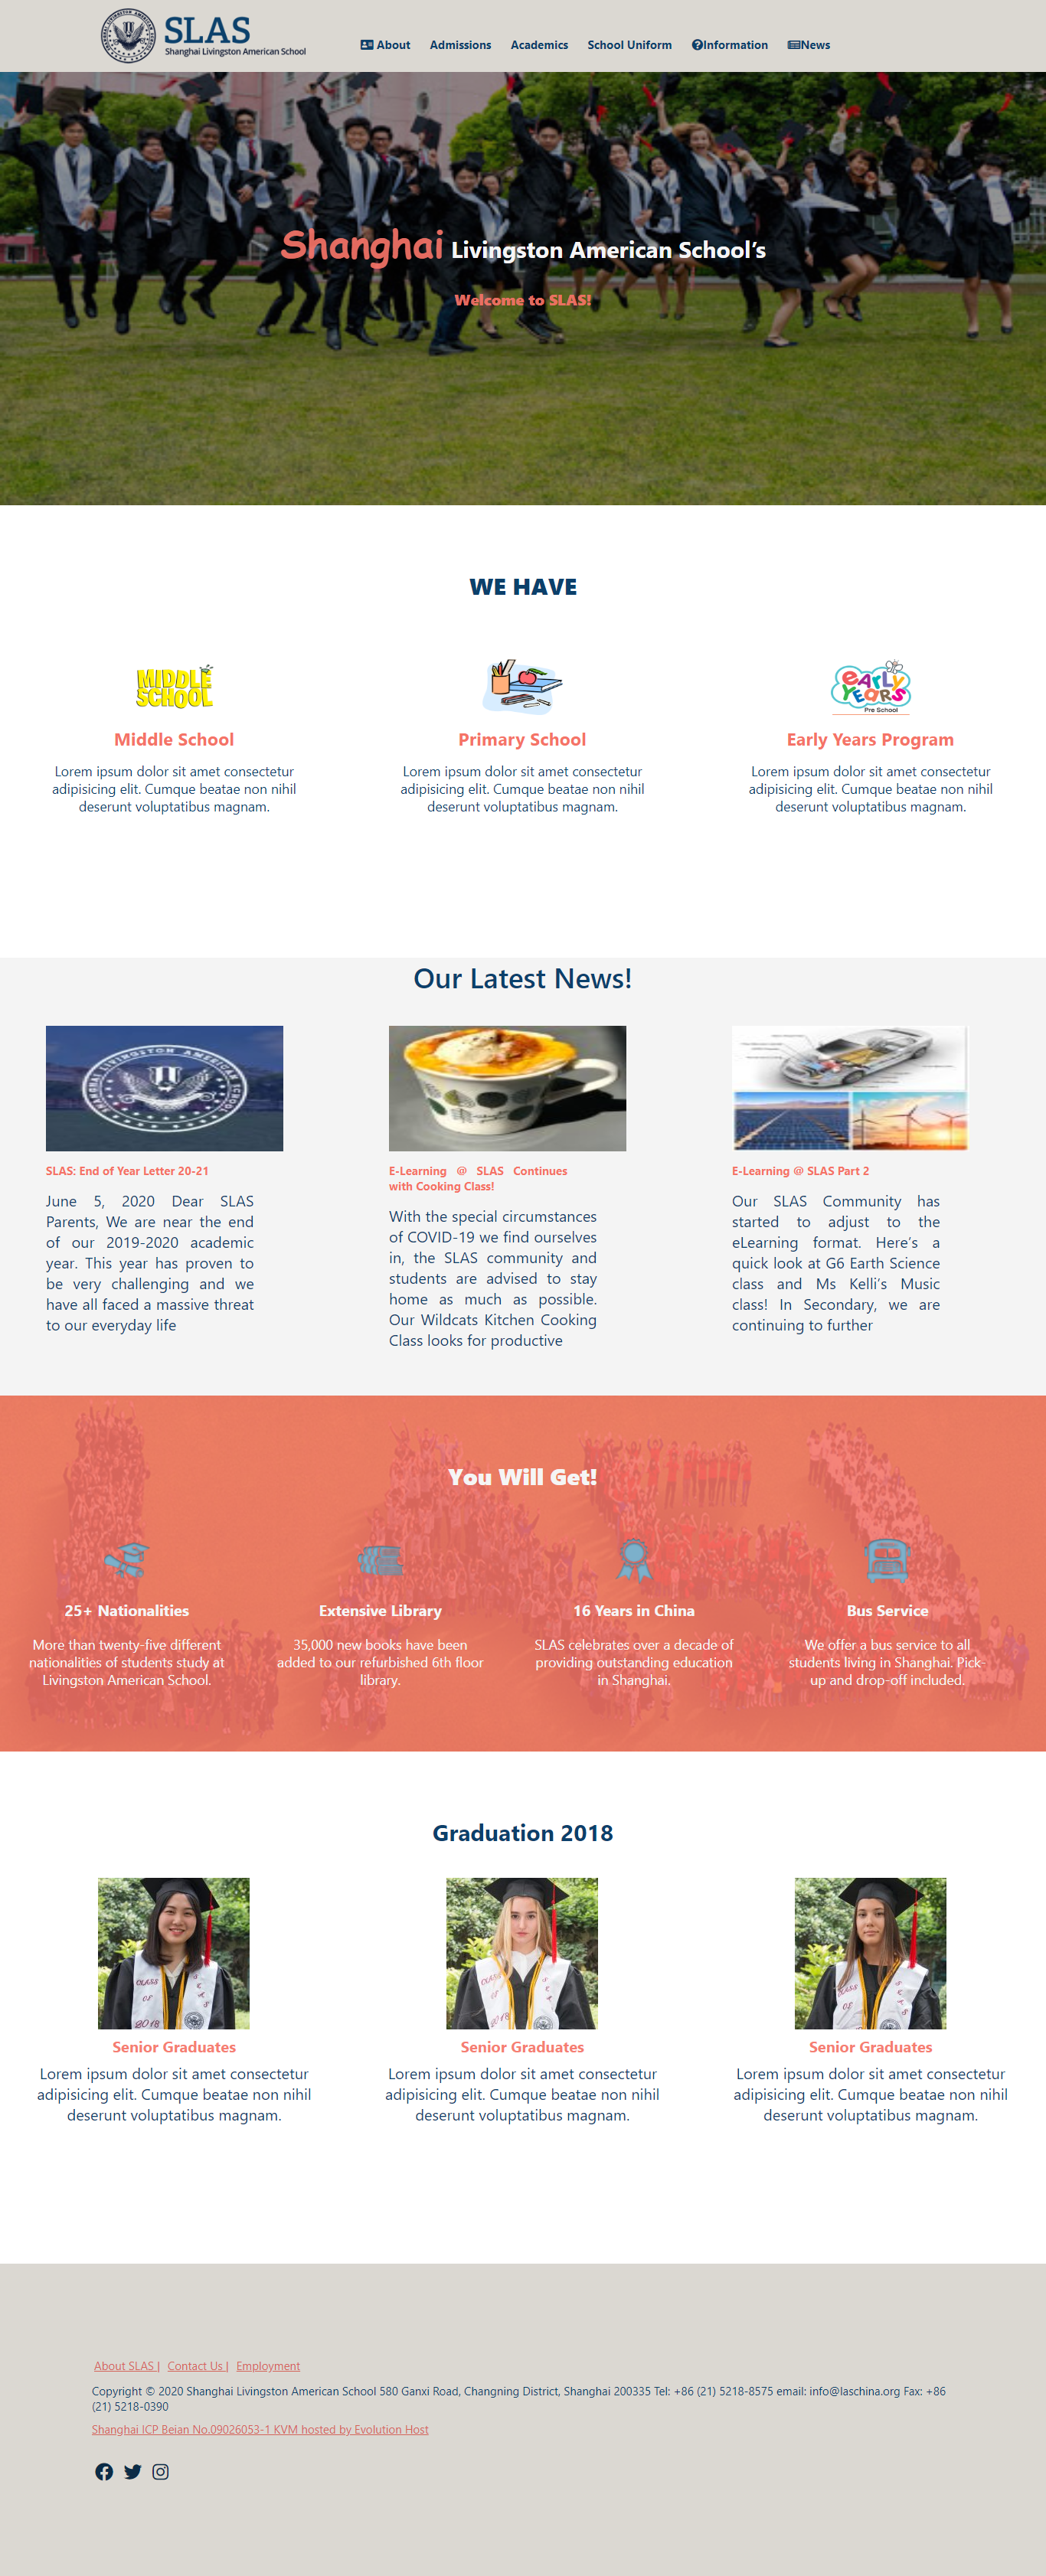 SLAS
Shanghai Livingston American School
About Admissions Academics School Uniform Information News
Shanghai Livingston American School's
Welcome to SLAS!
WE HAVE
MIDDLE
SCHOOL
EARLY
YEARS
Pre School
Middle School
Primary School
Early Years Program
Lorem ipsum dolor sit amet consectetur
adipisicing elit. Cumque beatae non nihil
deserunt voluptatibus magnam.
Lorem ipsum dolor sit amet consectetur
adipisicing elit. Cumque beatae non nihil
deserunt voluptatibus magnam.
Lorem ipsum dolor sit amet consectetur
adipisicing elit. Cumque beatae non nihil
deserunt voluptatibus magnam.
Our Latest News!
SHANGHAI LIVINGSTON AMERICAN SCHOOL
SLAS: End of Year Letter 20-21
June 5, 2020 Dear SLAS
Parents, We are near the end
of our 2019-2020 academic
year. This year has proven to
be very challenging and we
have all faced a massive threat
to our everyday life
E-Learning @ SLAS Continues
with Cooking Class!
With the special circumstances
of COVID-19 we find ourselves
in, the SLAS community and
students are advised to stay
home as much as possible.
Our Wildcats Kitchen Cooking
Class looks for productive
E-Learning @ SLAS Part 2
Our SLAS Community has
started to adjust to the
eLearning format. Here's a
quick look at G6 Earth Science
class and Ms Kelli's Music
class! In Secondary, we are
continuing to further
You Will Get!
25+ Nationalities
More than twenty-five different
nationalities of students study at
Livingston American School.
Extensive Library
35,000 new books have been
added to our refurbished 6th floor
library.
16 Years in China
SLAS celebrates over a decade of
providing outstanding education
in Shanghai.
Bus Service
We offer a bus service to all
students living in Shanghai. Pick-
up and drop-off included.
Graduation 2018
CLASS
OF
2018
SLAS
CLASS
OF
2018
SLAS
CLASS
OF
SLAS
Senior Graduates
Lorem ipsum dolor sit amet consectetur
adipisicing elit. Cumque beatae non nihil
deserunt voluptatibus magnam.
Senior Graduates
Lorem ipsum dolor sit amet consectetur
adipisicing elit. Cumque beatae non nihil
deserunt voluptatibus magnam.
Senior Graduates
Lorem ipsum dolor sit amet consectetur
adipisicing elit. Cumque beatae non nihil
deserunt voluptatibus magnam.
About SLAS | Contact Us | Employment
Copyright © 2020 Shanghai Livingston American School 580 Ganxi Road, Changning District, Shanghai 200335 Tel: +86 (21) 5218-8575 email: info@laschina.org Fax: +86
(21) 5218-0390
Shanghai ICP Beian No.09026053-1 KVM hosted by Evolution Host